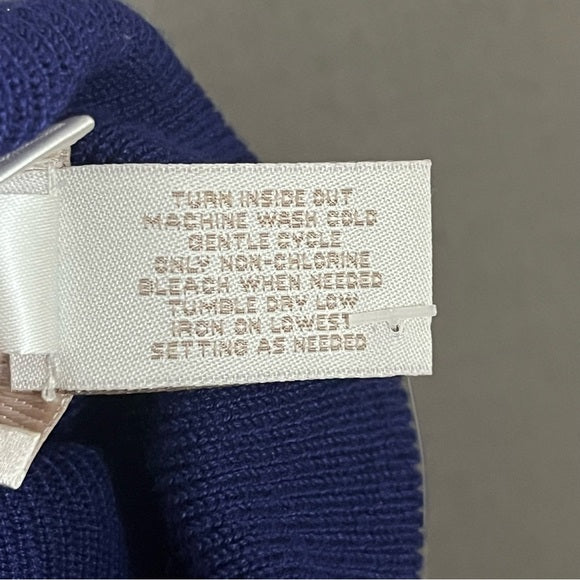 TURN INSIDE OUT
MACHINE WASH COLD
GENTLE CYCLE
ONLY NON-CHLORINE
BLEACH WHEN NEEDED
TUMBLE DRY LOW
IRON ON LOWEST
SETTING AS NEEDED